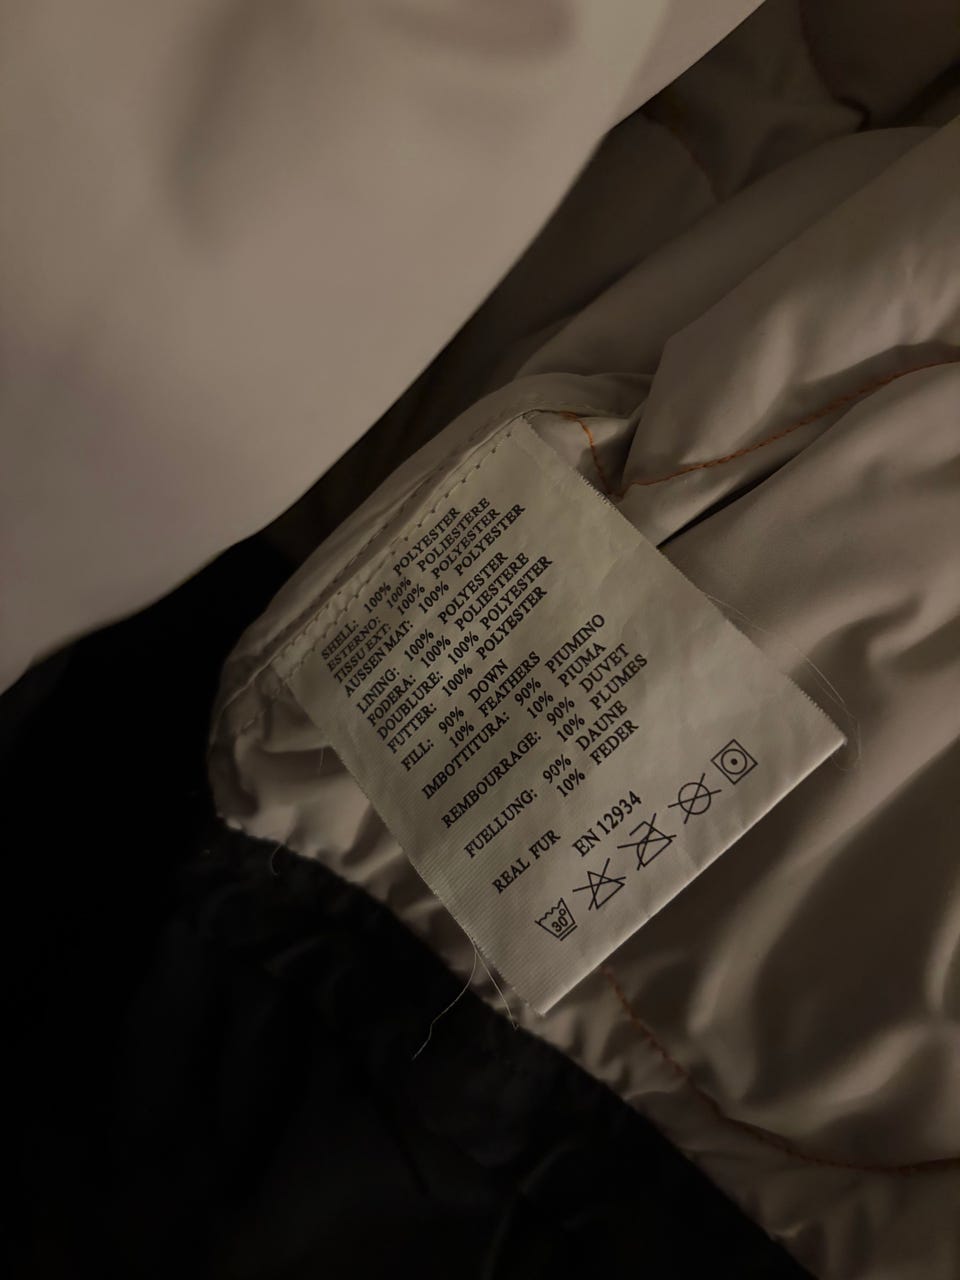 SHELL: 100% POLYESTER
ESTERNO: 100% POLIESTERE
TISSU EXT: 100% POLYESTER
AUSSEN MAT: 100% POLYESTER
LINING: 100% POLYESTER
FODERA: 100% POLIESTERE
DOUBLURE: 100% POLYESTER
FUTTER: 100% POLYESTER
FILL: 90% DOWN
10% FEATHERS
IMBOTTITURA: 90% PIUMINO
10% PIUMA
REMBOURRAGE: 90% DUVET
10% PLUMES
FUELLUNG: 90% DAUNE
10% FEDER
REAL FUR EN 12934
30°